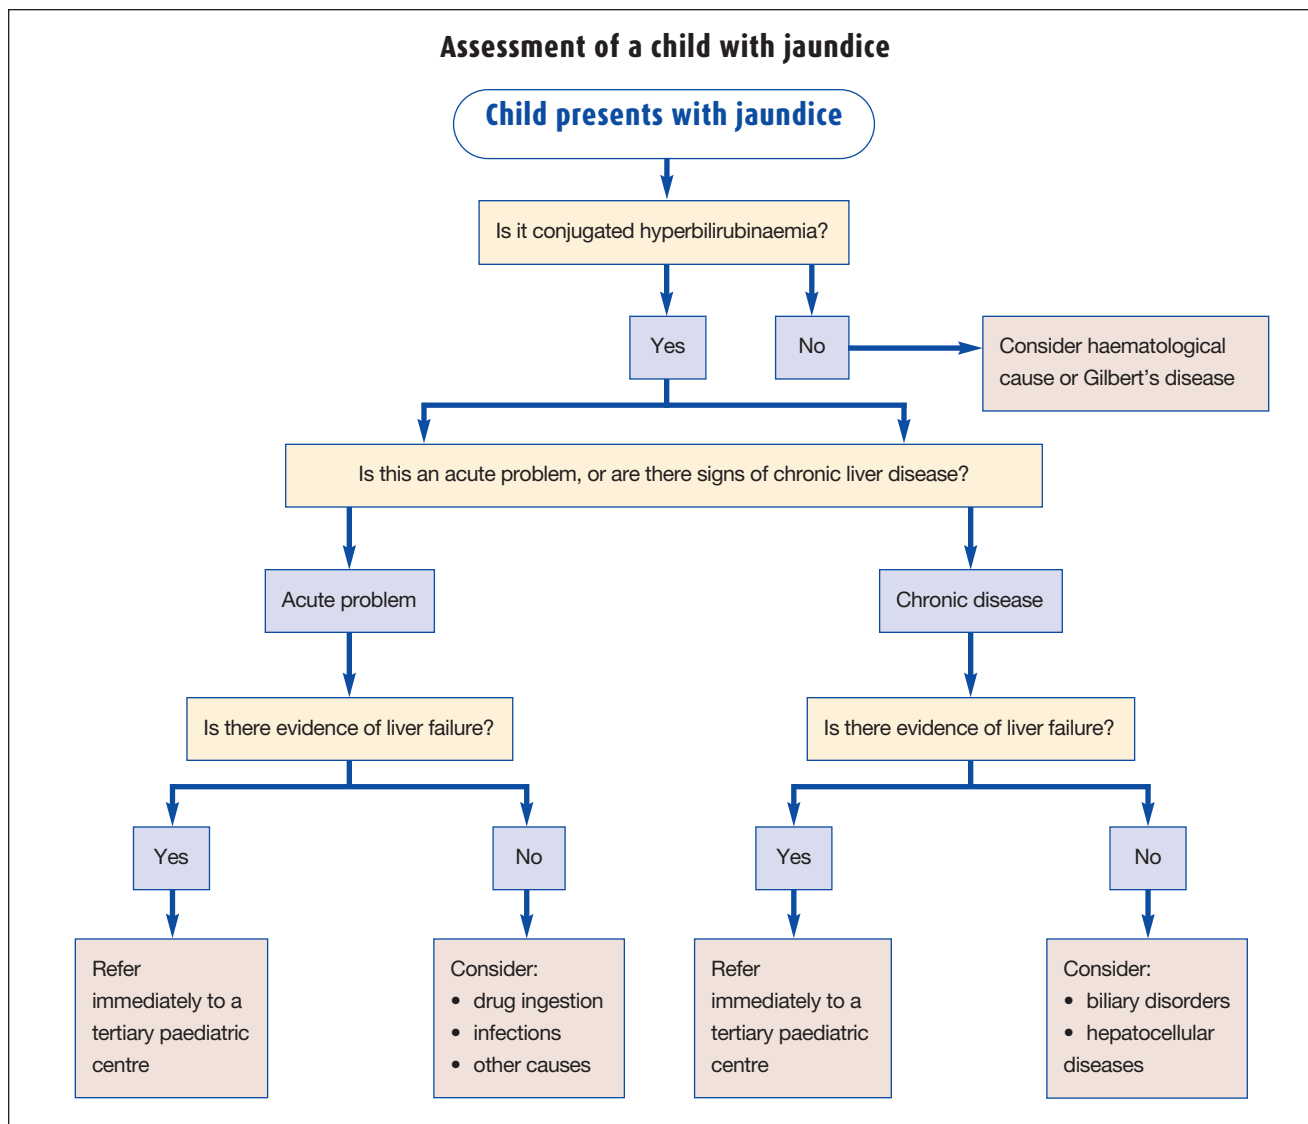 Assessment of a child with jaundice
Child presents with jaundice
Is it conjugated hyperbilirubinaemia?
Yes
No
Consider haematological
cause or Gilbert’s disease
Is this an acute problem, or are there signs of chronic liver disease?
Acute problem
Chronic disease
Is there evidence of liver failure?
Is there evidence of liver failure?
Yes
No
Yes
No
Refer
immediately to a
tertiary paediatric
centre
Consider:
• drug ingestion
• infections
• other causes
Refer
immediately to a
tertiary paediatric
centre
Consider:
• biliary disorders
• hepatocellular
diseases